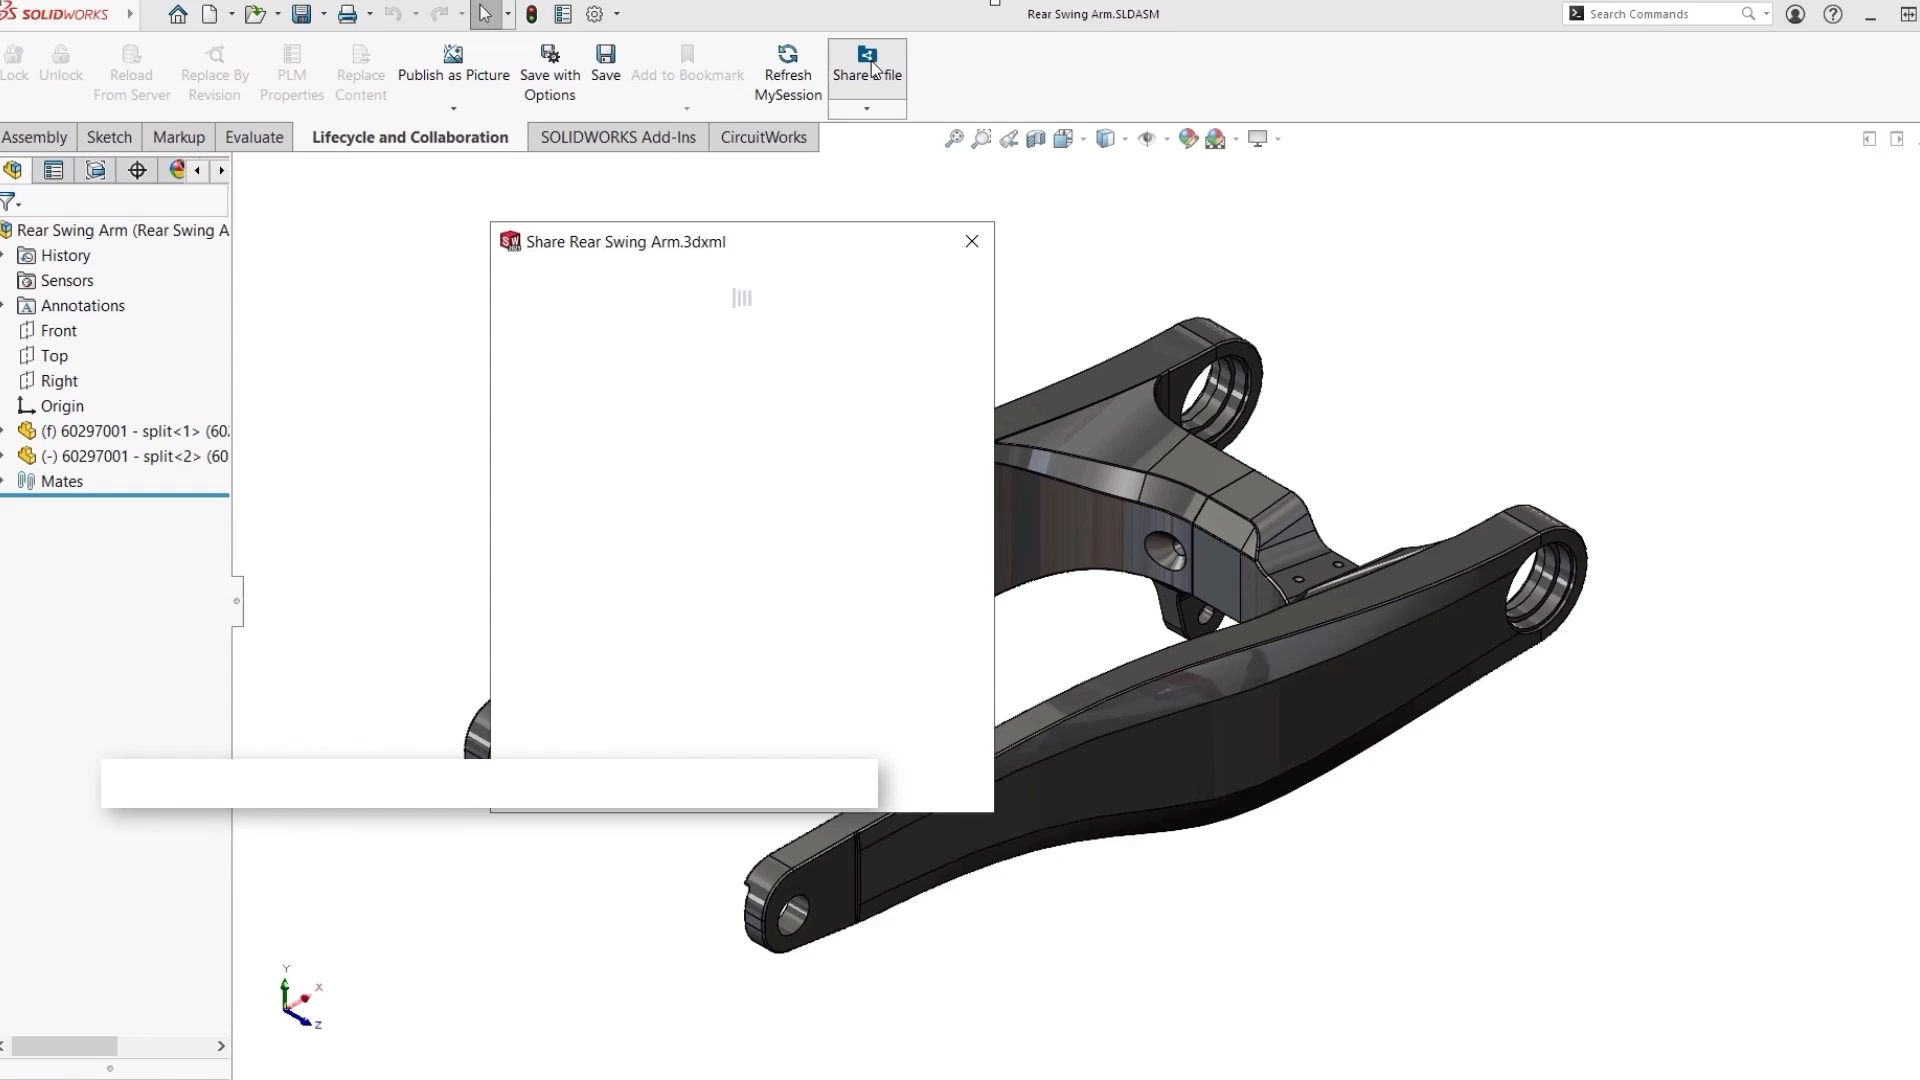 SOLIDWORKS
Rear Swing Arm.SLDASM
Search Commands
Lock
Unlock
Reload
From Server
Replace By
Revision
PLM
Properties
Replace
Content
Publish as Picture
Save with
Options
Save
Add to Bookmark
Refresh
MySession
Share a file
Assembly
Sketch
Markup
Evaluate
Lifecycle and Collaboration
SOLIDWORKS Add-Ins
CircuitWorks
Rear Swing Arm (Rear Swing A
History
Sensors
Annotations
Front
Top
Right
Origin
(f) 60297001 - split<1> (60
(-) 60297001 - split<2> (60
Mates
Share Rear Swing Arm.3dxml
Y
X
Z